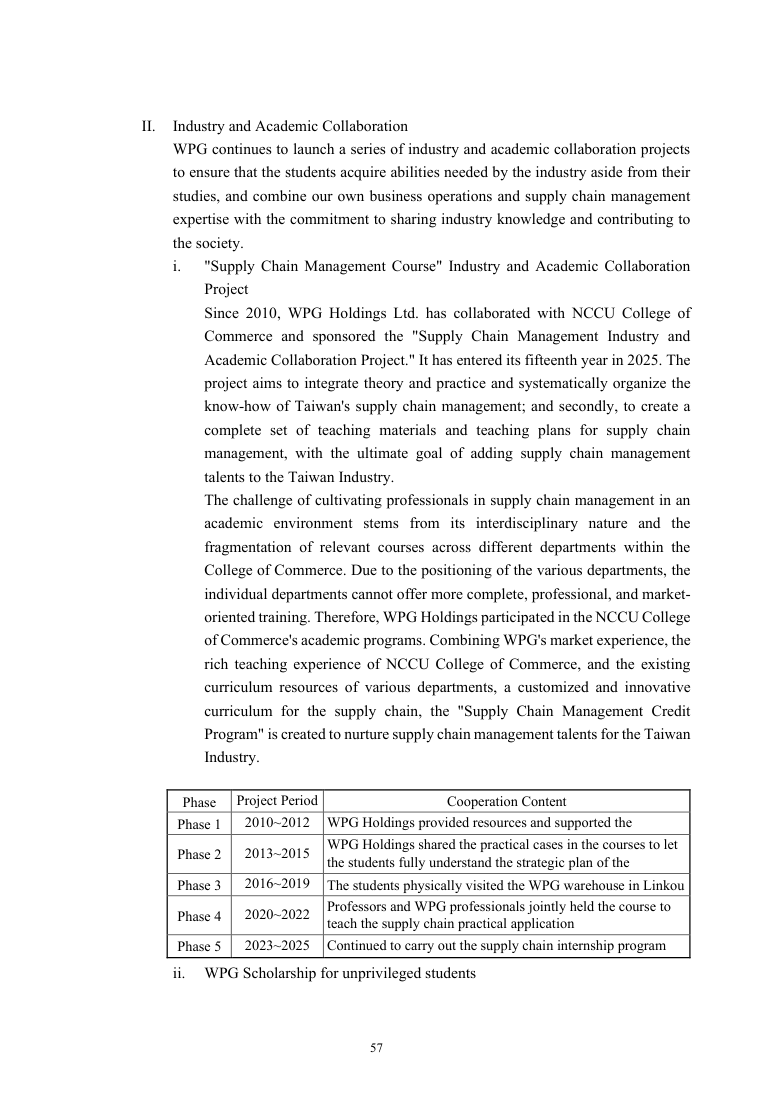 II. Industry and Academic Collaboration
WPG continues to launch a series of industry and academic collaboration projects
to ensure that the students acquire abilities needed by the industry aside from their
studies, and combine our own business operations and supply chain management
expertise with the commitment to sharing industry knowledge and contributing to
the society.
i. "Supply Chain Management Course" Industry and Academic Collaboration
Project
Since 2010, WPG Holdings Ltd. has collaborated with NCCU College of
Commerce and sponsored the "Supply Chain Management Industry and
Academic Collaboration Project." It has entered its fifteenth year in 2025. The
project aims to integrate theory and practice and systematically organize the
know-how of Taiwan's supply chain management; and secondly, to create a
complete set of teaching materials and teaching plans for supply chain
management, with the ultimate goal of adding supply chain management
talents to the Taiwan Industry.
The challenge of cultivating professionals in supply chain management in an
academic environment stems from its interdisciplinary nature and the
fragmentation of relevant courses across different departments within the
College of Commerce. Due to the positioning of the various departments, the
individual departments cannot offer more complete, professional, and market-
oriented training. Therefore, WPG Holdings participated in the NCCU College
of Commerce's academic programs. Combining WPG's market experience, the
rich teaching experience of NCCU College of Commerce, and the existing
curriculum resources of various departments, a customized and innovative
curriculum for the supply chain, the "Supply Chain Management Credit
Program" is created to nurture supply chain management talents for the Taiwan
Industry.
Phase Project Period Cooperation Content
Phase 1 2010~2012 WPG Holdings provided resources and supported the
Phase 2 2013~2015 WPG Holdings shared the practical cases in the courses to let
the students fully understand the strategic plan of the
Phase 3 2016~2019 The students physically visited the WPG warehouse in Linkou
Phase 4 2020~2022 Professors and WPG professionals jointly held the course to
teach the supply chain practical application
Phase 5 2023~2025 Continued to carry out the supply chain internship program
ii. WPG Scholarship for unprivileged students
57